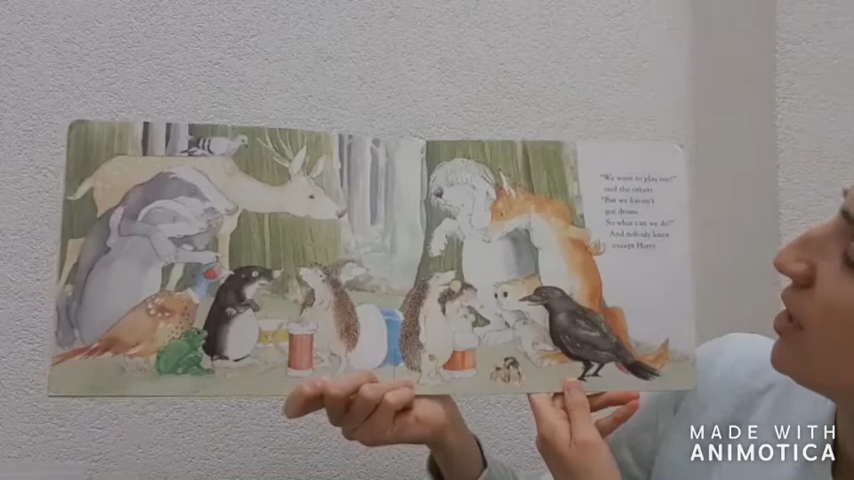 "We want to play too!"
said the others.
"But we haven't
got drums.
So what can we do?"
And nobody knew
except Harry.
MADE WITH
ANIMOTICA